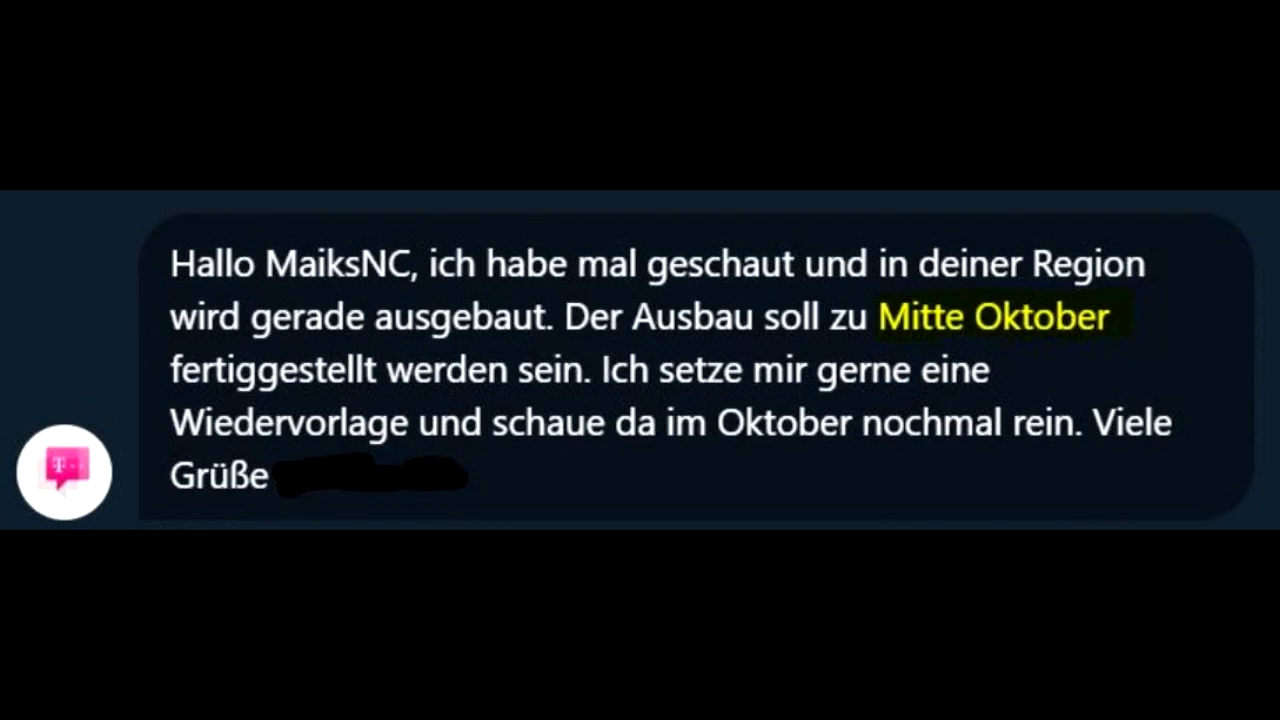 Hallo MaiksNC, ich habe mal geschaut und in deiner Region
wird gerade ausgebaut. Der Ausbau soll zu Mitte Oktober
fertiggestellt werden sein. Ich setze mir gerne eine
Wiedervorlage und schaue da im Oktober nochmal rein. Viele
Grüße
T